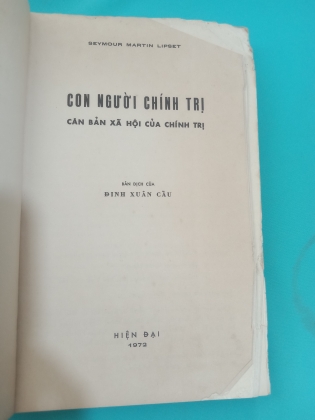 SEYMOUR MARTIN LIPSET
CON NGƯỜI CHÍNH TRỊ
CĂN BẢN XÃ HỘI CỦA CHÍNH TRỊ
BẢN DỊCH CỦA
ĐINH XUÂN CẦU
HIỆN ĐẠI
1972